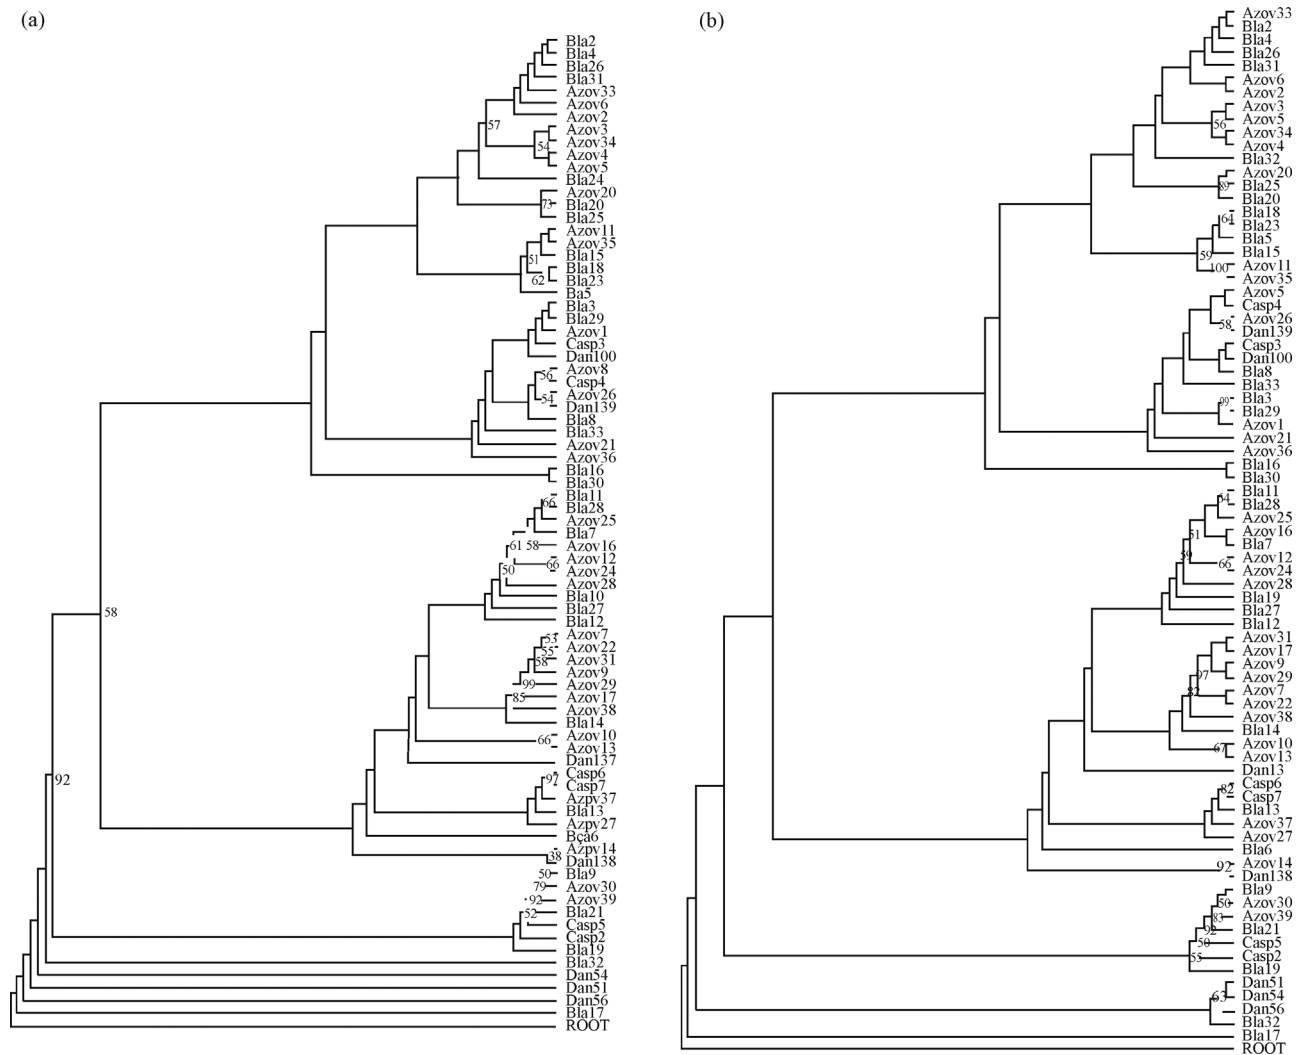 (a)
Bla2
Bla4
Bla26
Bla31
Azov33
Azov6
Azov2
57
Azov3
Azov34
54
Azov4
Azov5
Bla24
Azov20
73
Bla20
Bla25
Azov11
Azov35
Bla15
51
Bla18
62
Bla23
Ba5
Bla3
Bla29
Azov1
Casp3
Dan100
Azov8
56
Casp4
Azov26
54
Dan139
Bla8
Bla33
Azov21
Azov36
Bla16
Bla30
Bla11
66
Bla28
Azov25
Bla7
61 58
Azov16
Azov12
66
Azov24
50
Azov28
Bla10
58
Bla27
Bla12
Azov7
53
Azov22
55
Azov31
58
Azov9
99
Azov29
85
Azov17
Azov38
Bla14
Azov10
66
Azov13
Dan137
Casp6
97
Casp7
92
Azpv37
Bla13
Azpv27
Bça6
Azpv14
38
Dan138
50
Bla9
79
Azov30
92
Azov39
52
Bla21
Casp5
Casp2
Bla19
Bla32
Dan54
Dan51
Dan56
Bla17
ROOT
(b)
Azov33
Bla2
Bla4
Bla26
Bla31
Azov6
Azov2
Azov3
56
Azov5
Azov34
Azov4
Bla32
Azov20
89
Bla25
Bla20
Bla18
64
Bla23
Bla5
59
Bla15
100
Azov11
Azov35
Azov5
Casp4
Azov26
58
Dan139
Casp3
Dan100
Bla8
Bla33
99
Bla3
Bla29
Azov1
Azov21
Azov36
Bla16
Bla30
Bla11
54
Bla28
Azov25
51
Azov16
Bla7
59
Azov12
66
Azov24
Azov28
Bla19
Bla27
Bla12
Azov31
Azov17
Azov9
97
Azov29
82
Azov7
Azov22
Azov38
Bla14
Azov10
67
Azov13
Dan13
Casp6
82
Casp7
Bla13
Azov37
Azov27
Bla6
92
Azov14
Dan138
Bla9
50
Azov30
83
Azov39
92
Bla21
50
Casp5
55
Casp2
Bla19
Dan51
63
Dan54
Dan56
Bla32
Bla17
ROOT